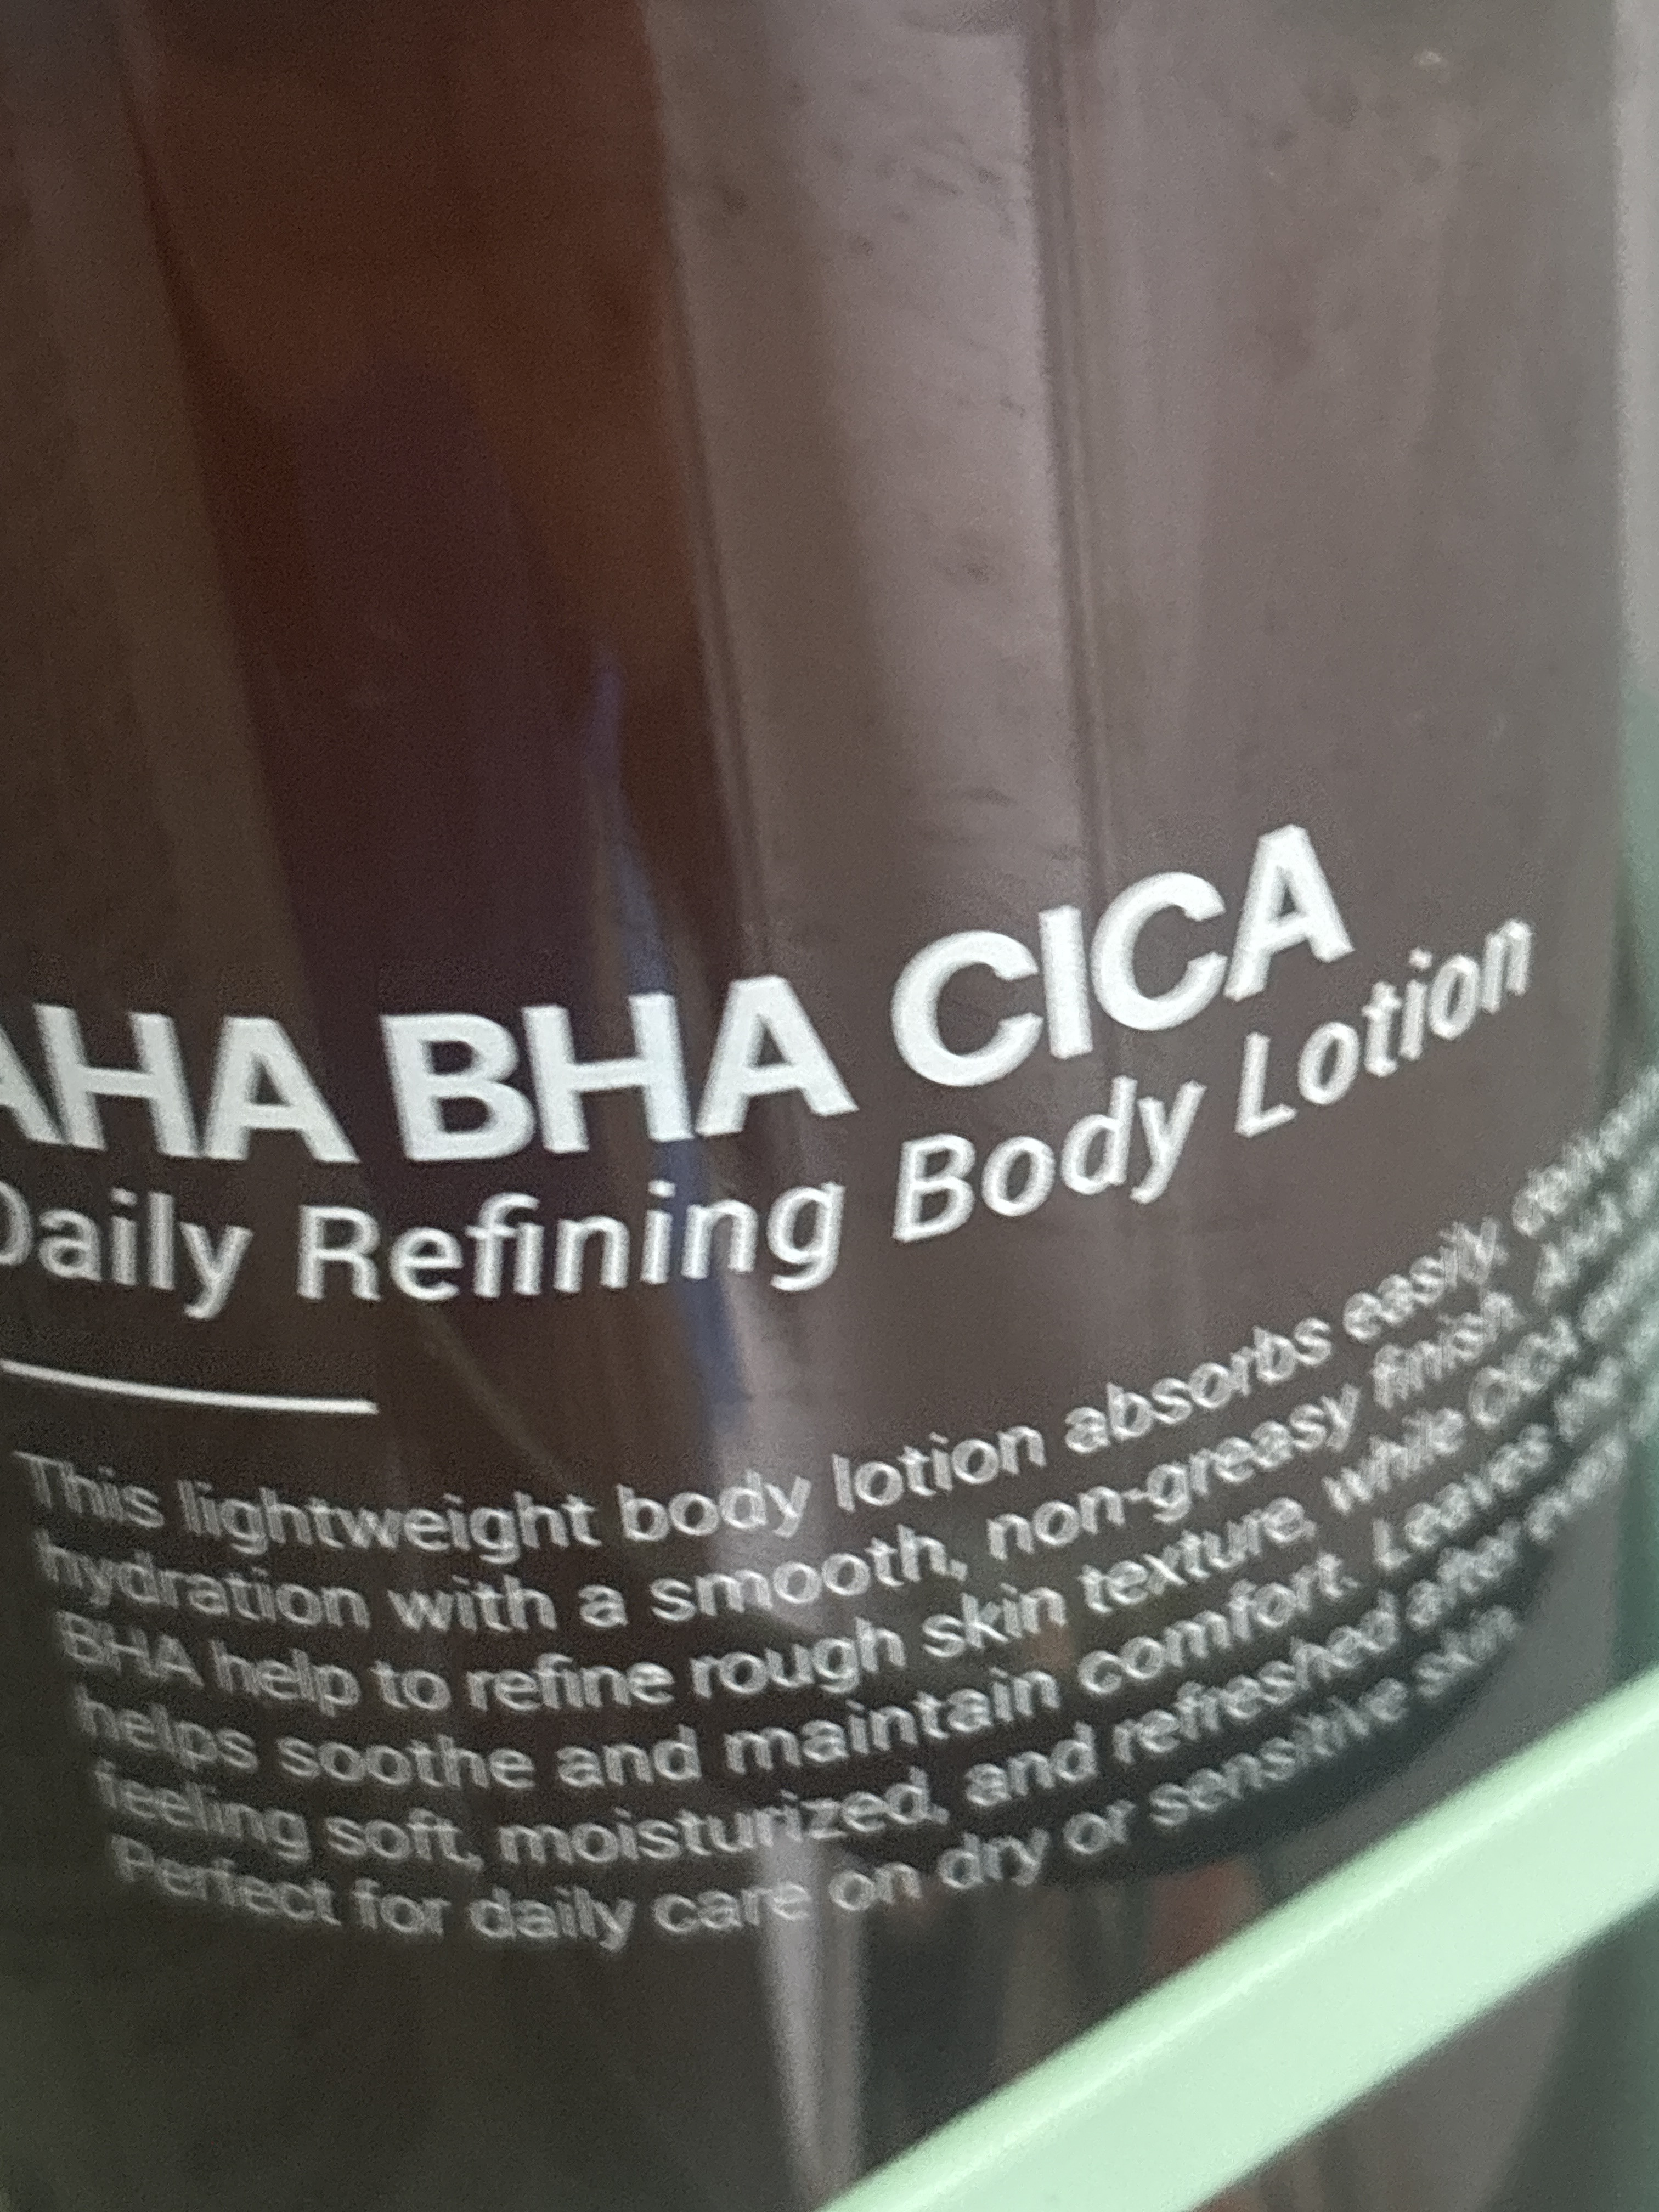 AHA BHA CICA
Daily Refining Body Lotion
This lightweight body lotion absorbs easily,
hydration with a smooth, non-greasy finish.
BHA help to refine rough skin texture, while CICA
helps soothe and maintain comfort. Leaves
feeling soft, moisturized, and refreshed after every
Perfect for daily care on dry or sensitive skin.